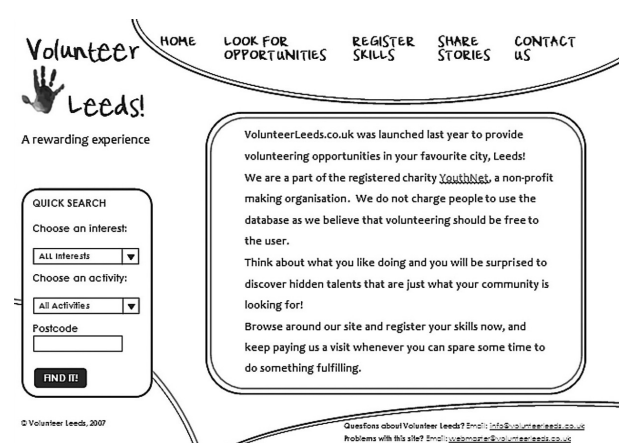 Volunteer
Leeds!
A rewarding experience
HOME
LOOK FOR
OPPORTUNITIES
REGISTER
SKILLS
SHARE
STORIES
CONTACT
US
QUICK SEARCH
Choose an interest:
ALL Interests
Choose an activity:
All Activities
Postcode
FIND IT!
VolunteerLeeds.co.uk was launched last year to provide
volunteering opportunities in your favourite city, Leeds!
We are a part of the registered charity YouthNet, a non-profit
making organisation. We do not charge people to use the
database as we believe that volunteering should be free to
the user.
Think about what you like doing and you will be surprised to
discover hidden talents that are just what your community is
looking for!
Browse around our site and register your skills now, and
keep paying us a visit whenever you can spare some time to
do something fulfilling.
© Volunteer Leeds, 2007
Questions about Volunteer Leeds? Email: info@volunteerleeds.co.uk
Problems with this site? Email: webmaster@volunteerleeds.co.uk